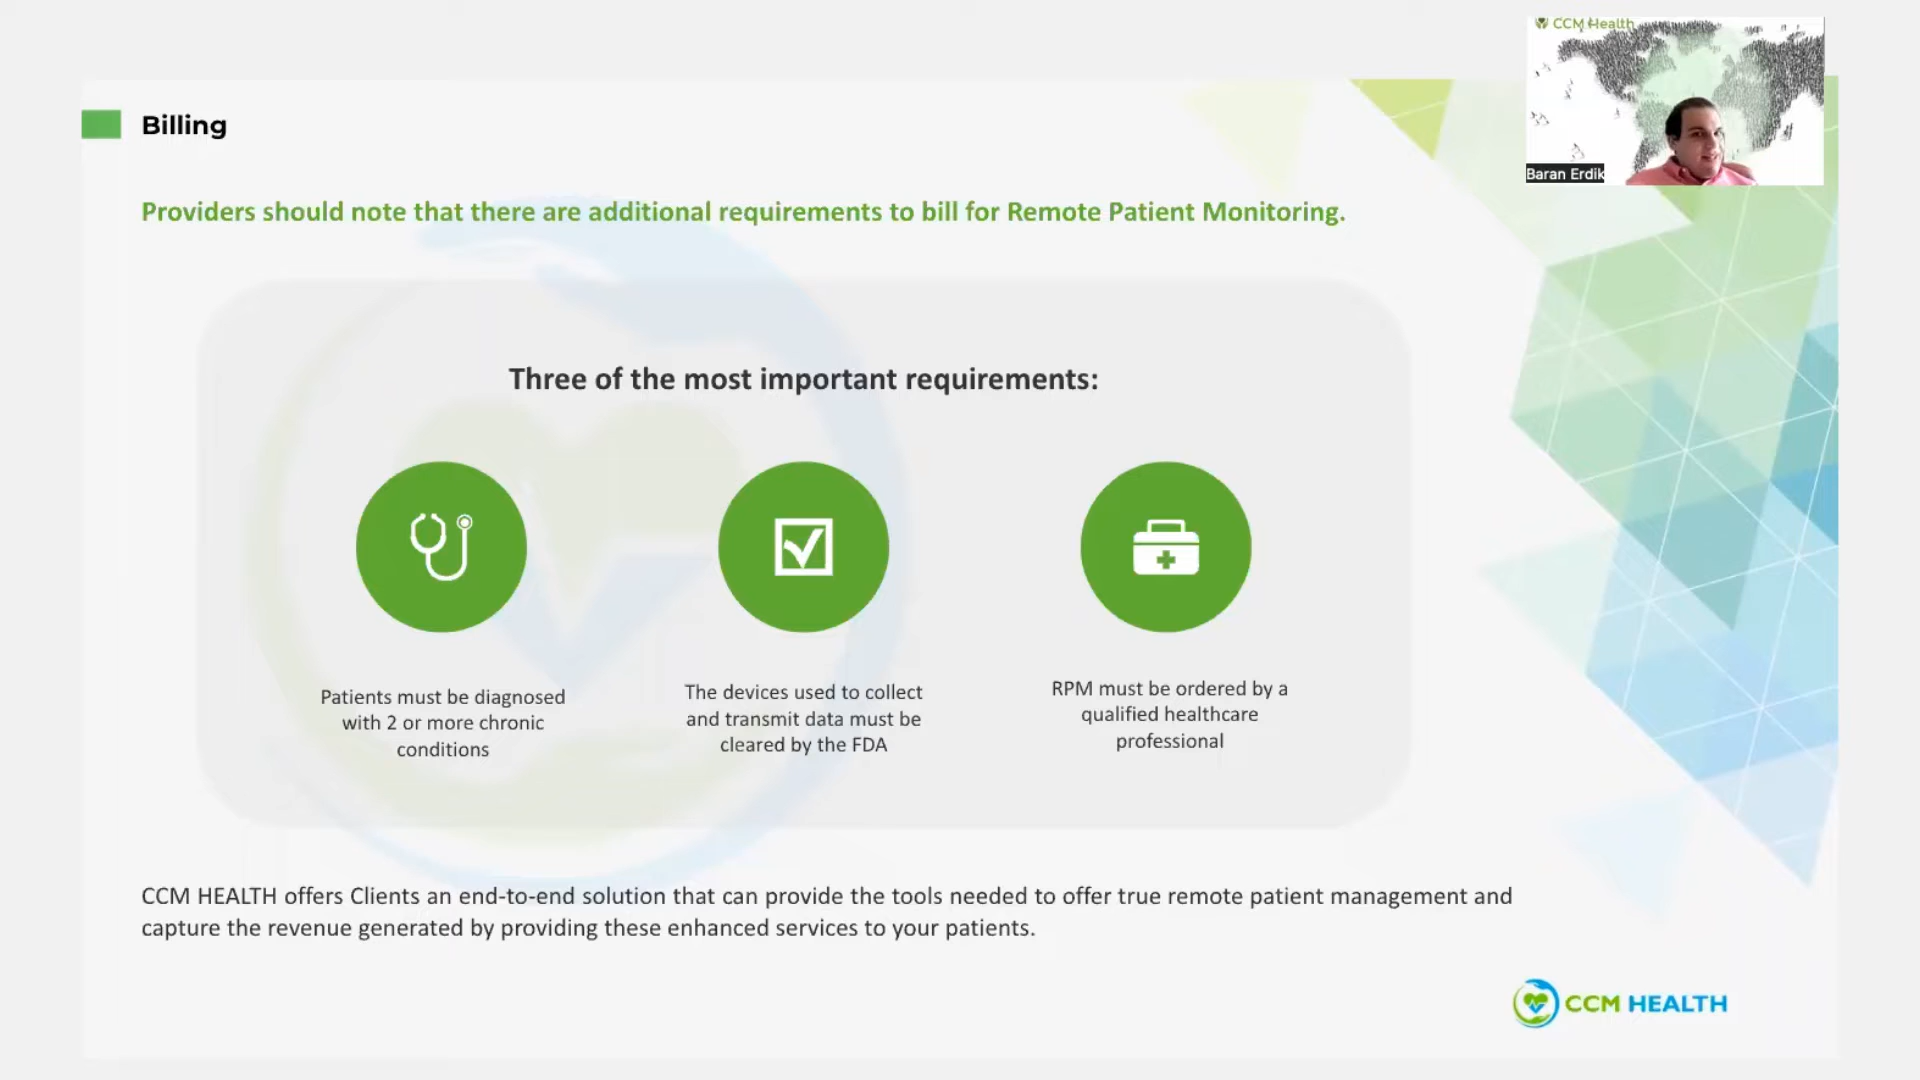 CCM Health
Baran Erdik
Billing
Providers should note that there are additional requirements to bill for Remote Patient Monitoring.
Three of the most important requirements:
Patients must be diagnosed
with 2 or more chronic
conditions
The devices used to collect
and transmit data must be
cleared by the FDA
RPM must be ordered by a
qualified healthcare
professional
CCM HEALTH offers Clients an end-to-end solution that can provide the tools needed to offer true remote patient management and
capture the revenue generated by providing these enhanced services to your patients.
CCM HEALTH